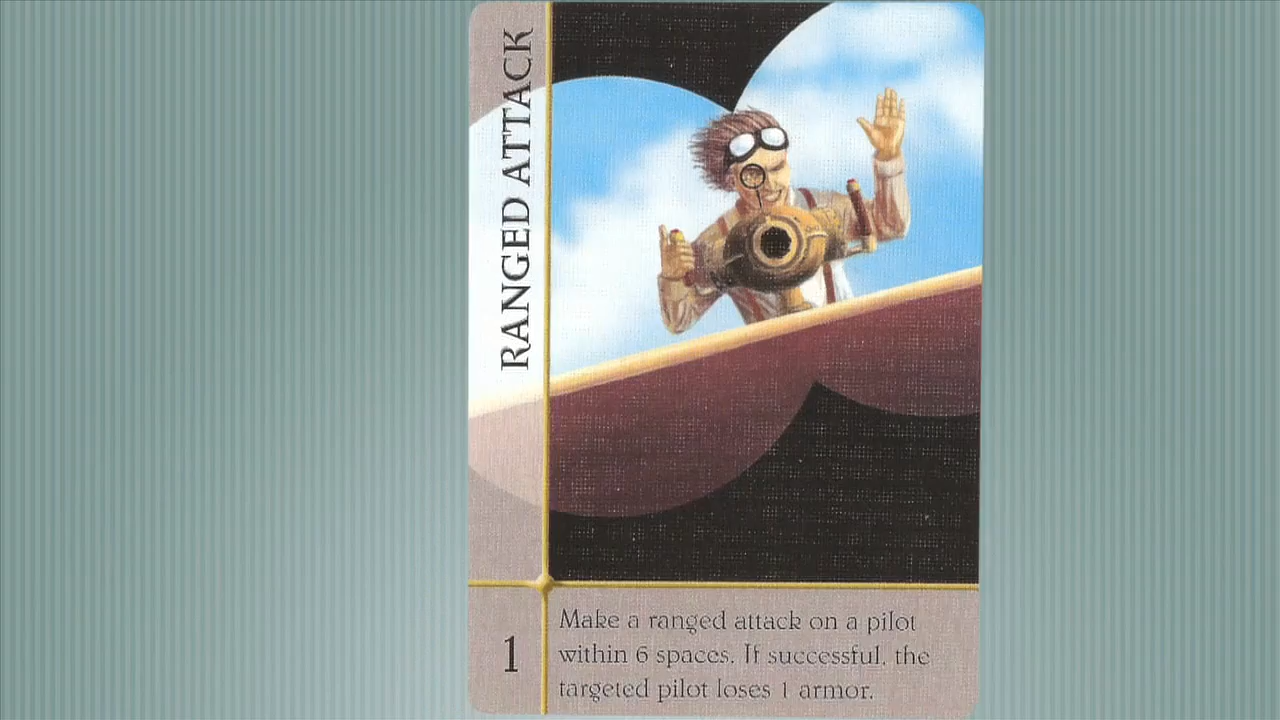 RANGED ATTACK
1
Make a ranged attack on a pilot
within 6 spaces. If successful, the
targeted pilot loses 1 armor.